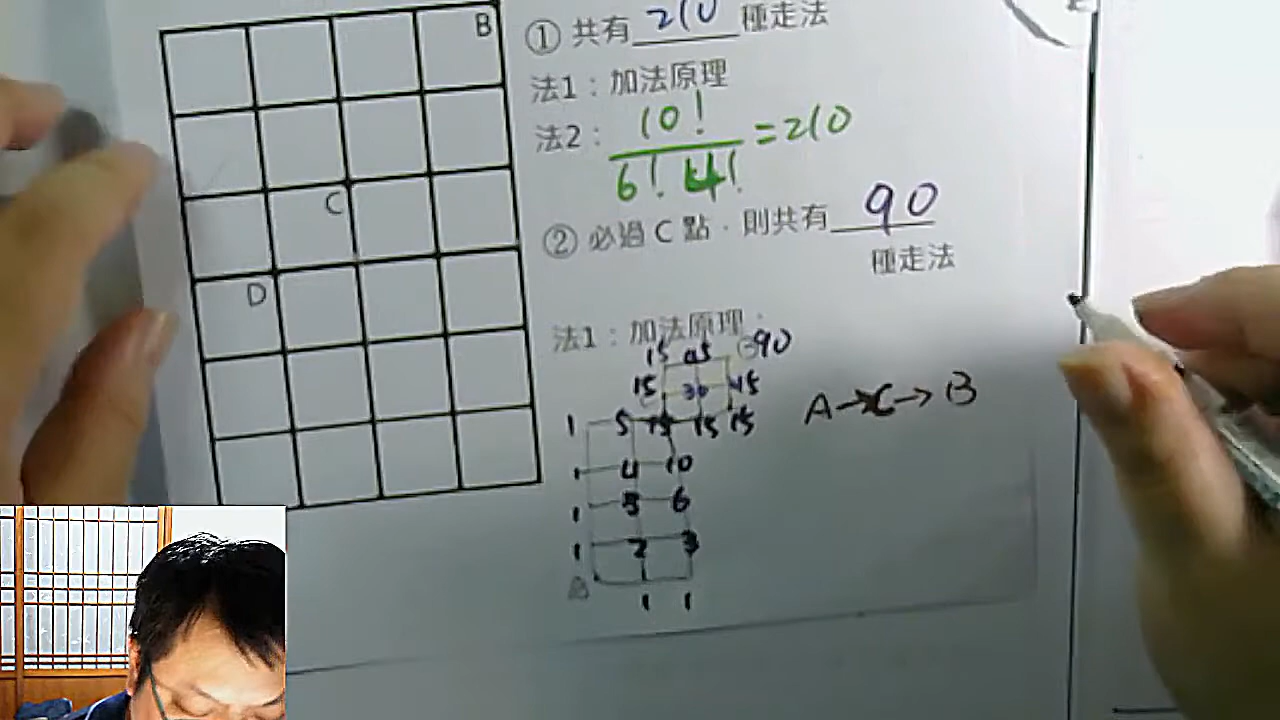 B
C
D
① 共有 210 種走法
法1：加法原理
法2： 10! / 6! 4! = 210
② 必過 C 點，則共有 90
種走法
法1：加法原理：
15 45 90
15 30 45
1 5 15 15 15
1 4 10
1 3 6
1 2 3
A
1 1
A→C→B